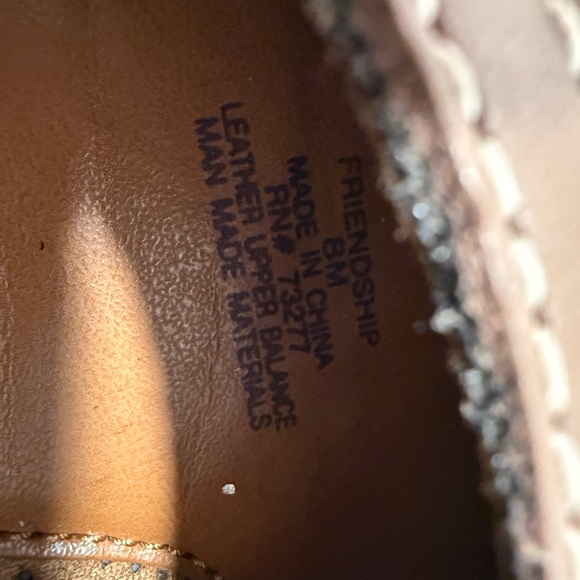 FRIENDSHIP
8M
MADE IN CHINA
RN# 73277
LEATHER UPPER BALANCE
MAN MADE MATERIALS